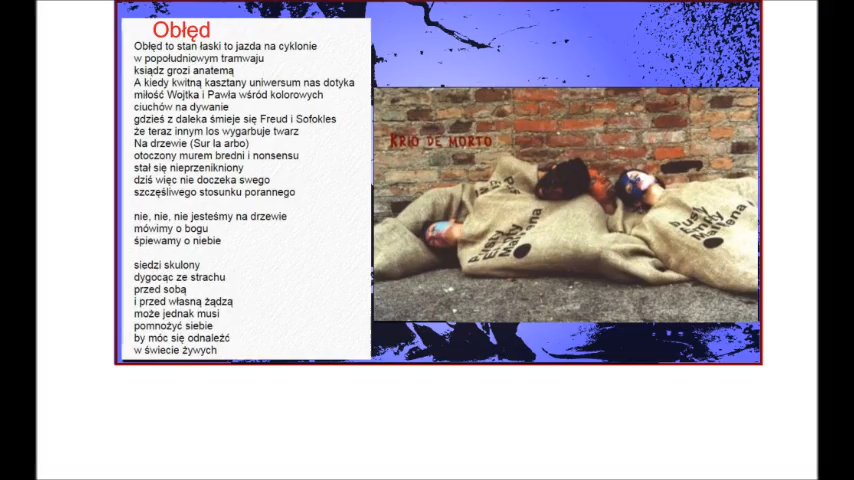 Obłęd
Obłęd to stan łaski to jazda na cyklonie
w popołudniowym tramwaju
ksiądz grozi anatemą
A kiedy kwitną kasztany uniwersum nas dotyka
miłość Wojtka i Pawła wśród kolorowych
ciuchów na dywanie
gdzieś z daleka śmieje się Freud i Sofokles
że teraz innym los wygarbuje twarz
Na drzewie (Sur la arbo)
otoczony murem bredni i nonsensu
stał się nieprzenikniony
dziś więc nie doczeka swego
szczęśliwego stosunku porannego
nie, nie, nie jesteśmy na drzewie
mówimy o bogu
śpiewamy o niebie
siedzi skulony
dygocąc ze strachu
przed sobą
i przed własną żądzą
może jednak musi
pomnożyć siebie
by móc się odnaleźć
w świecie żywych
KRIO DE MORTO